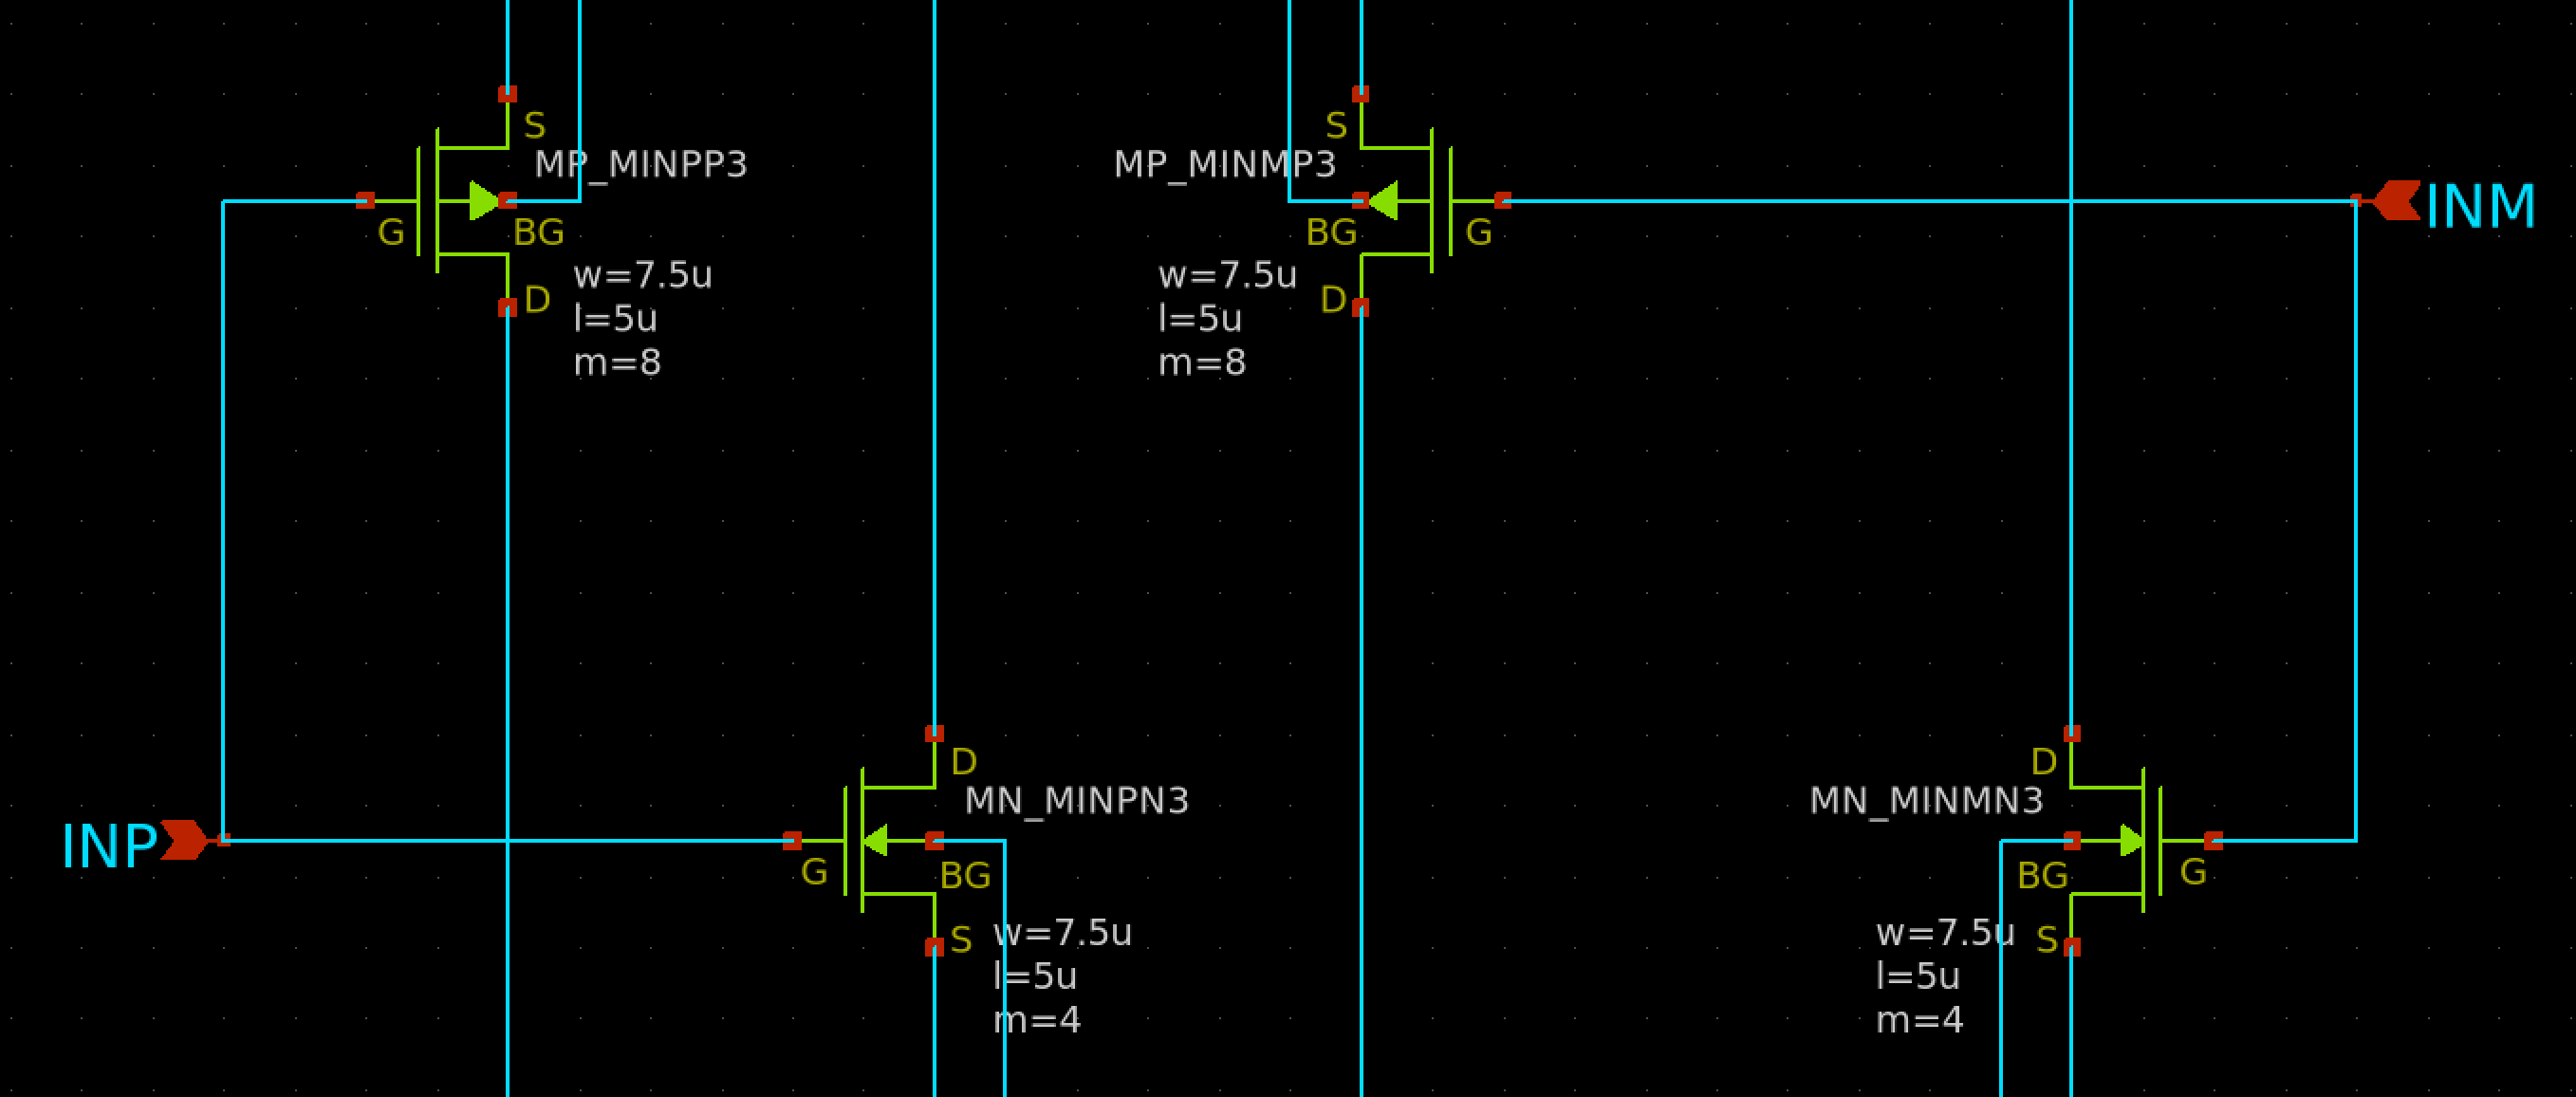 S
S
MP_MINPP3
MP_MINMP3
INM
G
BG
BG
G
w=7.5u
l=5u
m=8
w=7.5u
l=5u
m=8
D
D
D
D
MN_MINPN3
MN_MINMN3
INP
G
BG
BG
G
S
w=7.5u
l=5u
m=4
w=7.5u
l=5u
m=4
S